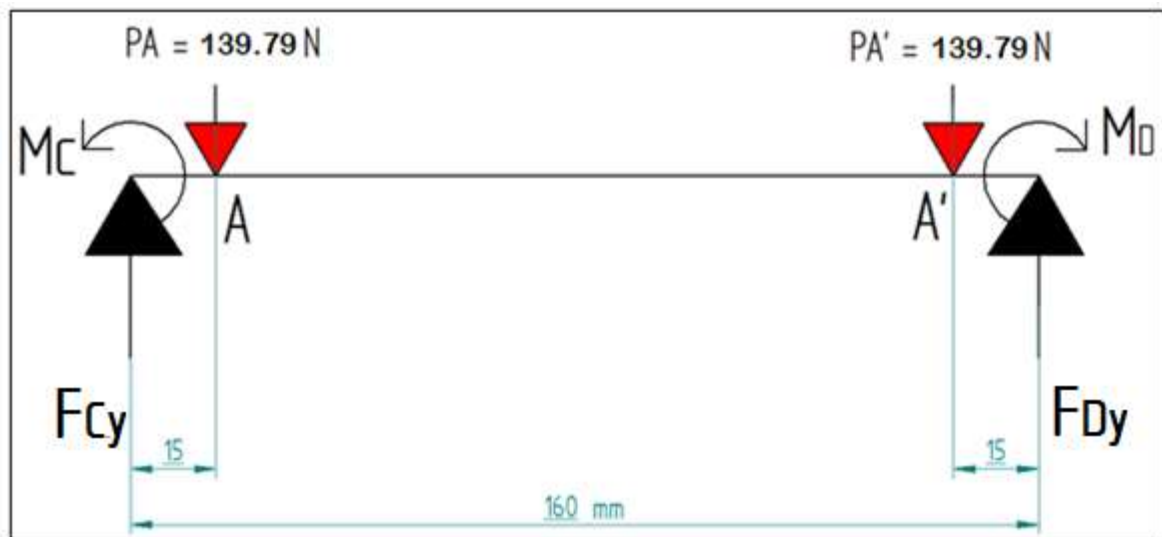 PA = 139.79 N
PA' = 139.79 N
MC
MD
A
A'
FCy
FDy
15
15
160 mm